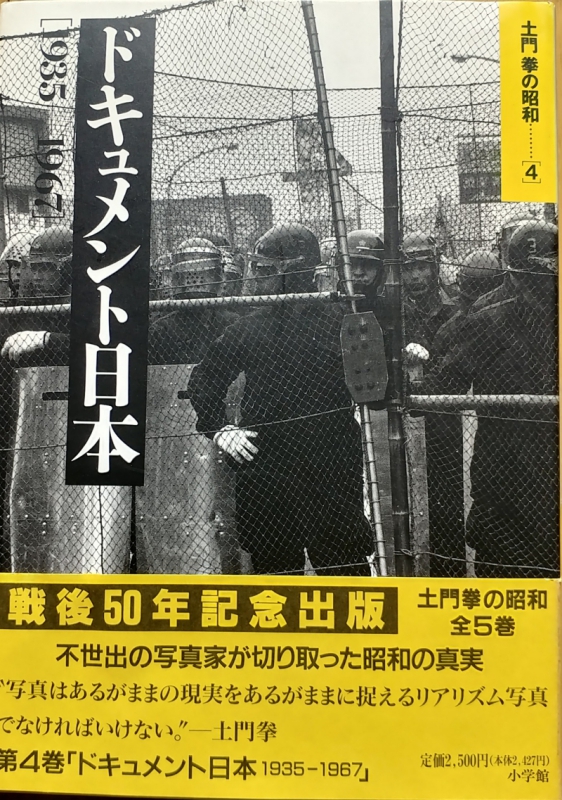 土門 拳の昭和………[4]
ドキュメント日本
[1935 1967]
戦後50年記念出版
土門拳の昭和
全5巻
不世出の写真家が切り取った昭和の真実
“写真はあるがままの現実をあるがままに捉えるリアリズム写真
でなければいけない。”—土門拳
第4巻「ドキュメント日本 1935-1967」
定価2,500円(本体2,427円)
小学館
3